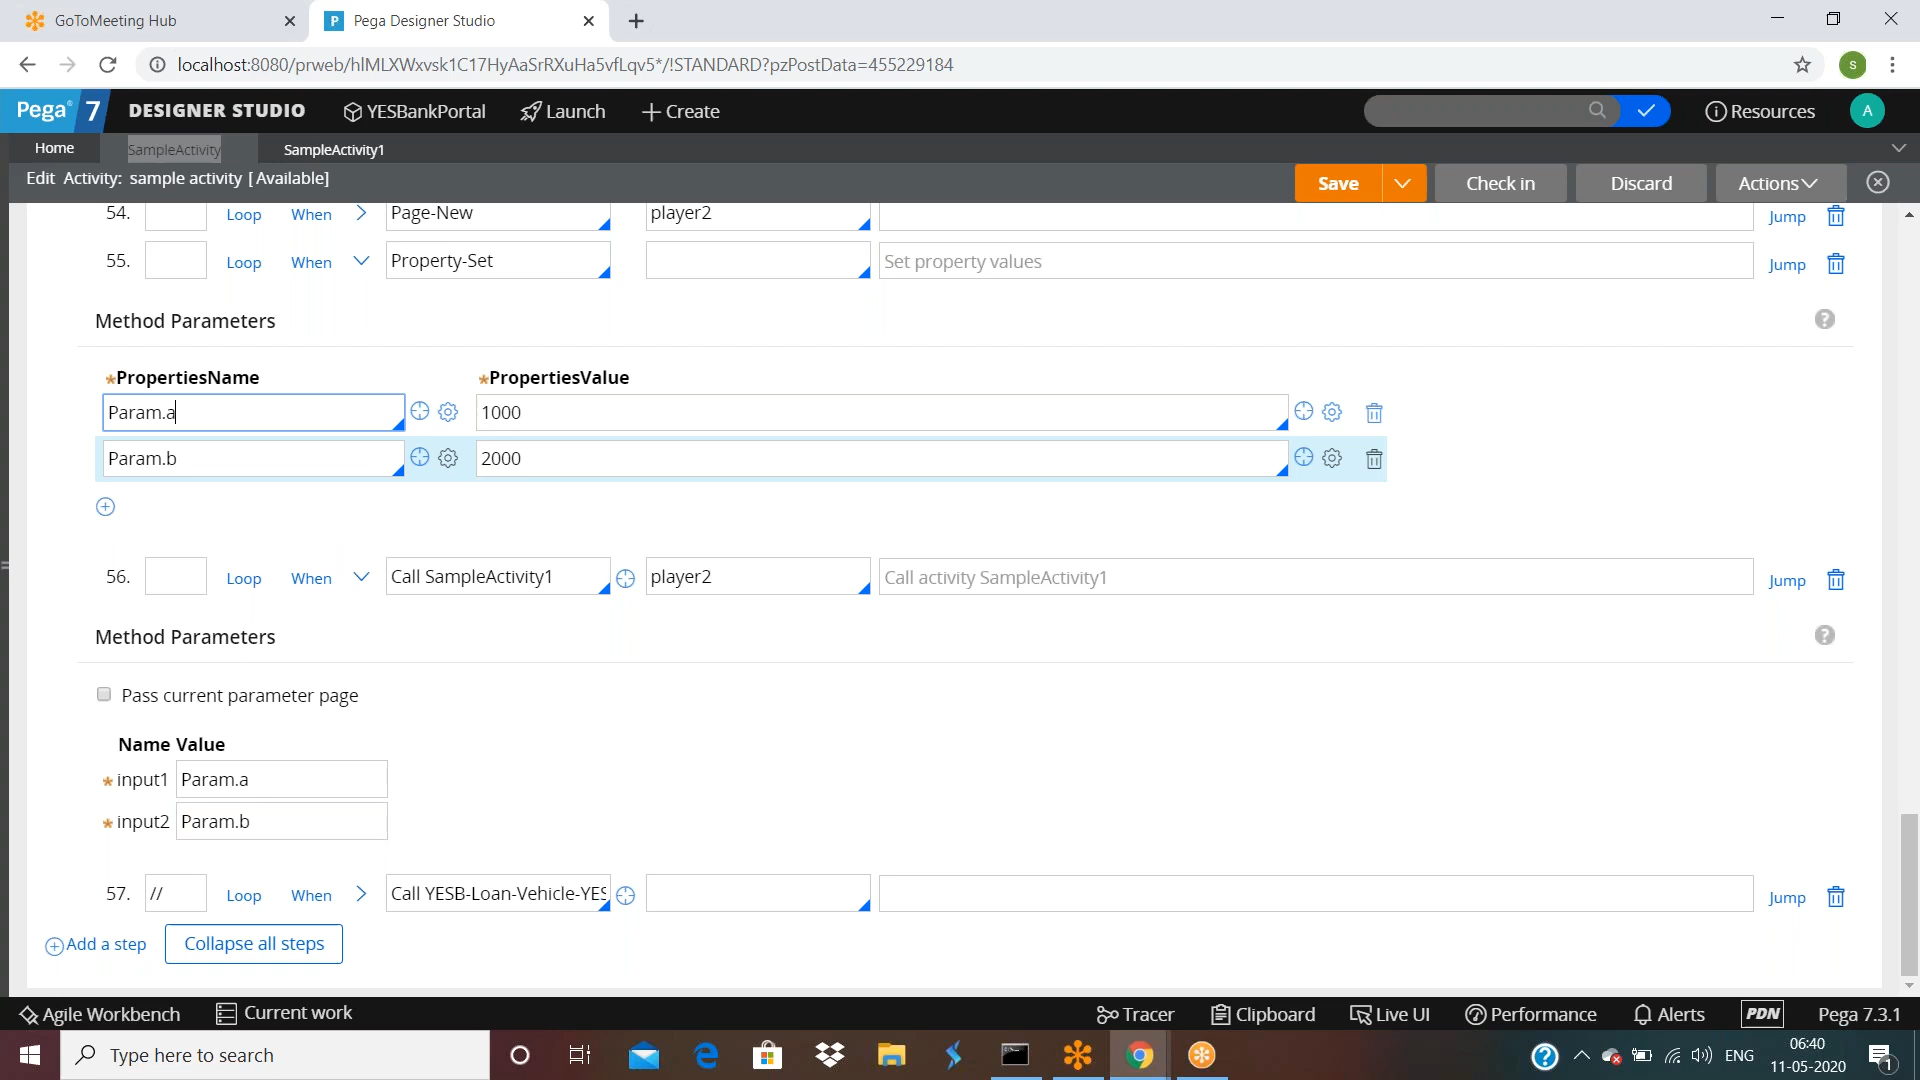 GoToMeeting Hub
Pega Designer Studio
localhost:8080/prweb/hlMLXWxvsk1C17HyAaSrRXuHa5vfLqv5*/!STANDARD?pzPostData=455229184
s
Pega 7 DESIGNER STUDIO YESBankPortal Launch Create Resources A
Home SampleActivity SampleActivity1
Edit Activity: sample activity [Available] Save Check in Discard Actions
54. Loop When Page-New player2 Jump
55. Loop When Property-Set Set property values Jump
Method Parameters ?
*PropertiesName *PropertiesValue
Param.a 1000
Param.b 2000
56. Loop When Call SampleActivity1 player2 Call activity SampleActivity1 Jump
Method Parameters ?
Pass current parameter page
Name Value
* input1 Param.a
* input2 Param.b
57. // Loop When Call YESB-Loan-Vehicle-YES Jump
Add a step Collapse all steps
Agile Workbench Current work Tracer Clipboard Live UI Performance Alerts PDN Pega 7.3.1
Type here to search ENG 06:40
11-05-2020 1